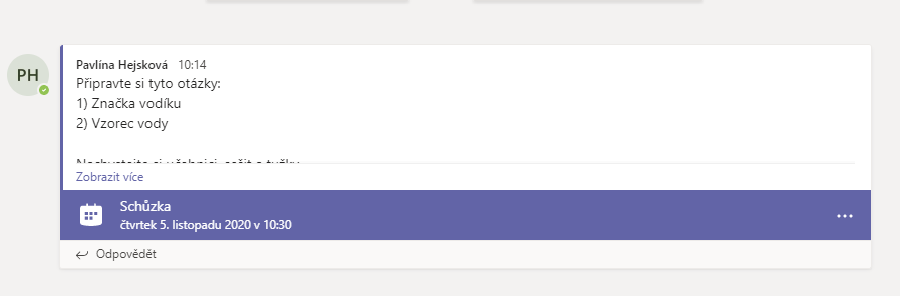 PH
Pavlína Hejsková 10:14
Připravte si tyto otázky:
1) Značka vodíku
2) Vzorec vody
Zobrazit více
Schůzka
čtvrtek 5. listopadu 2020 v 10:30
Odpovědět